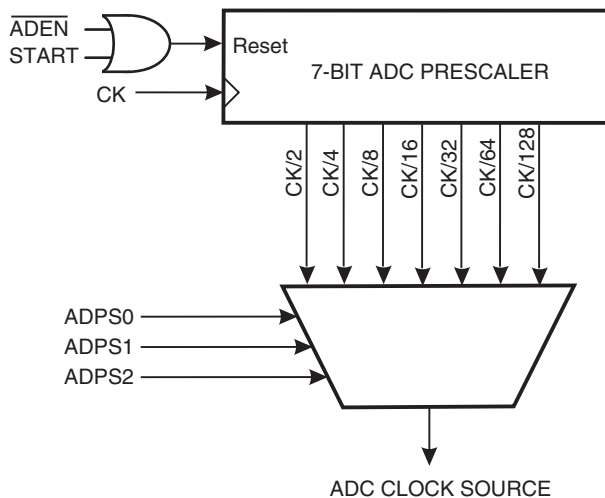 ADEN
START
Reset
7-BIT ADC PRESCALER
CK
CK/2
CK/4
CK/8
CK/16
CK/32
CK/64
CK/128
ADPS0
ADPS1
ADPS2
ADC CLOCK SOURCE